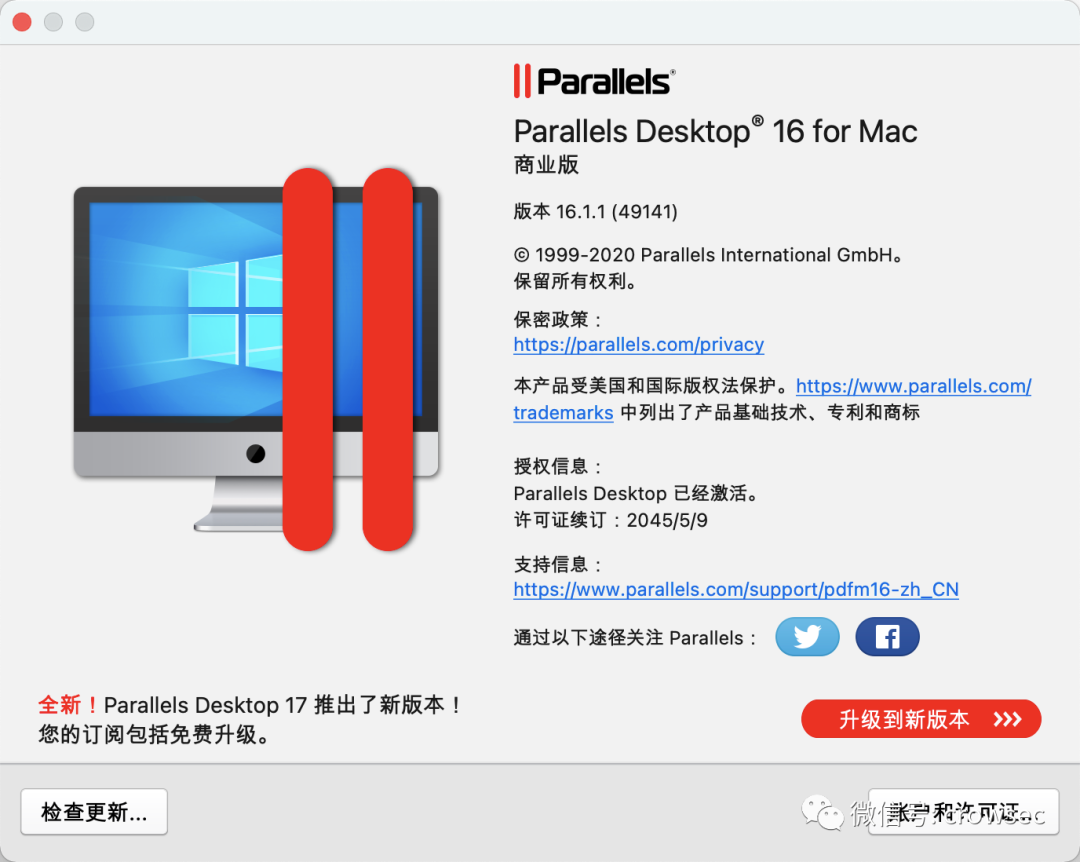 Parallels®
Parallels Desktop® 16 for Mac
商业版
版本 16.1.1 (49141)
© 1999-2020 Parallels International GmbH。
保留所有权利。
保密政策：
https://parallels.com/privacy
本产品受美国和国际版权法保护。https://www.parallels.com/
trademarks 中列出了产品基础技术、专利和商标
授权信息：
Parallels Desktop 已经激活。
许可证续订：2045/5/9
支持信息：
https://www.parallels.com/support/pdfm16-zh_CN
通过以下途径关注 Parallels：
全新！Parallels Desktop 17 推出了新版本！
您的订阅包括免费升级。
升级到新版本
检查更新...
帐户和许可证...
微信号: crowsec